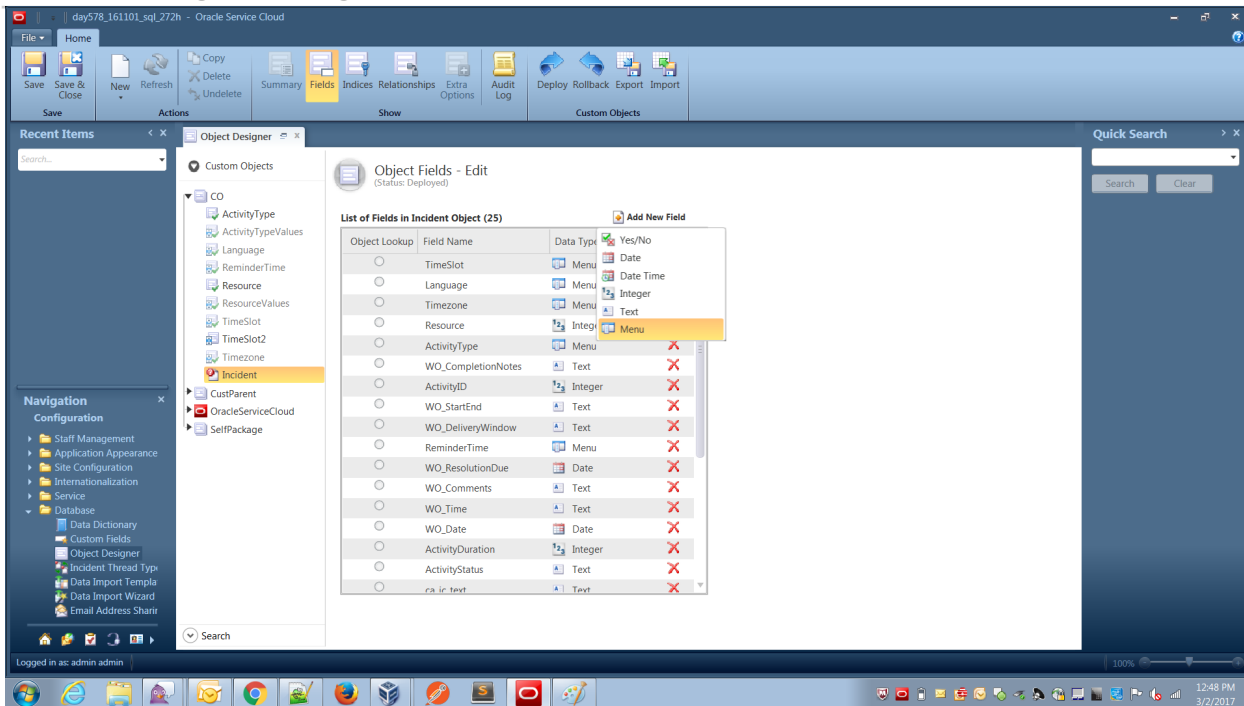 day578_161101_sql_272h - Oracle Service Cloud
File Home
Save Save & Close New Refresh Copy Delete Undelete Summary Fields Indices Relationships Extra Options Audit Log Deploy Rollback Export Import
Save Actions Show Custom Objects
Recent Items
Search...
Object Designer
Custom Objects
CO
ActivityType
ActivityTypeValues
Language
ReminderTime
Resource
ResourceValues
TimeSlot
TimeSlot2
Timezone
Incident
CustParent
OracleServiceCloud
SelfPackage
Search
Object Fields - Edit
(Status: Deployed)
List of Fields in Incident Object (25) Add New Field
Object Lookup Field Name Data Type
TimeSlot Menu
Language Menu
Timezone Menu
Resource Integ
ActivityType Menu
WO_CompletionNotes Text
ActivityID Integer
WO_StartEnd Text
WO_DeliveryWindow Text
ReminderTime Menu
WO_ResolutionDue Date
WO_Comments Text
WO_Time Text
WO_Date Date
ActivityDuration Integer
ActivityStatus Text
ca_ic_text Text
Yes/No
Date
Date Time
Integer
Text
Menu
Quick Search
Search Clear
Navigation
Configuration
Staff Management
Application Appearance
Site Configuration
Internationalization
Service
Database
Data Dictionary
Custom Fields
Object Designer
Incident Thread Type
Data Import Templa
Data Import Wizard
Email Address Sharin
Logged in as: admin admin
100%
12:48 PM
3/2/2017